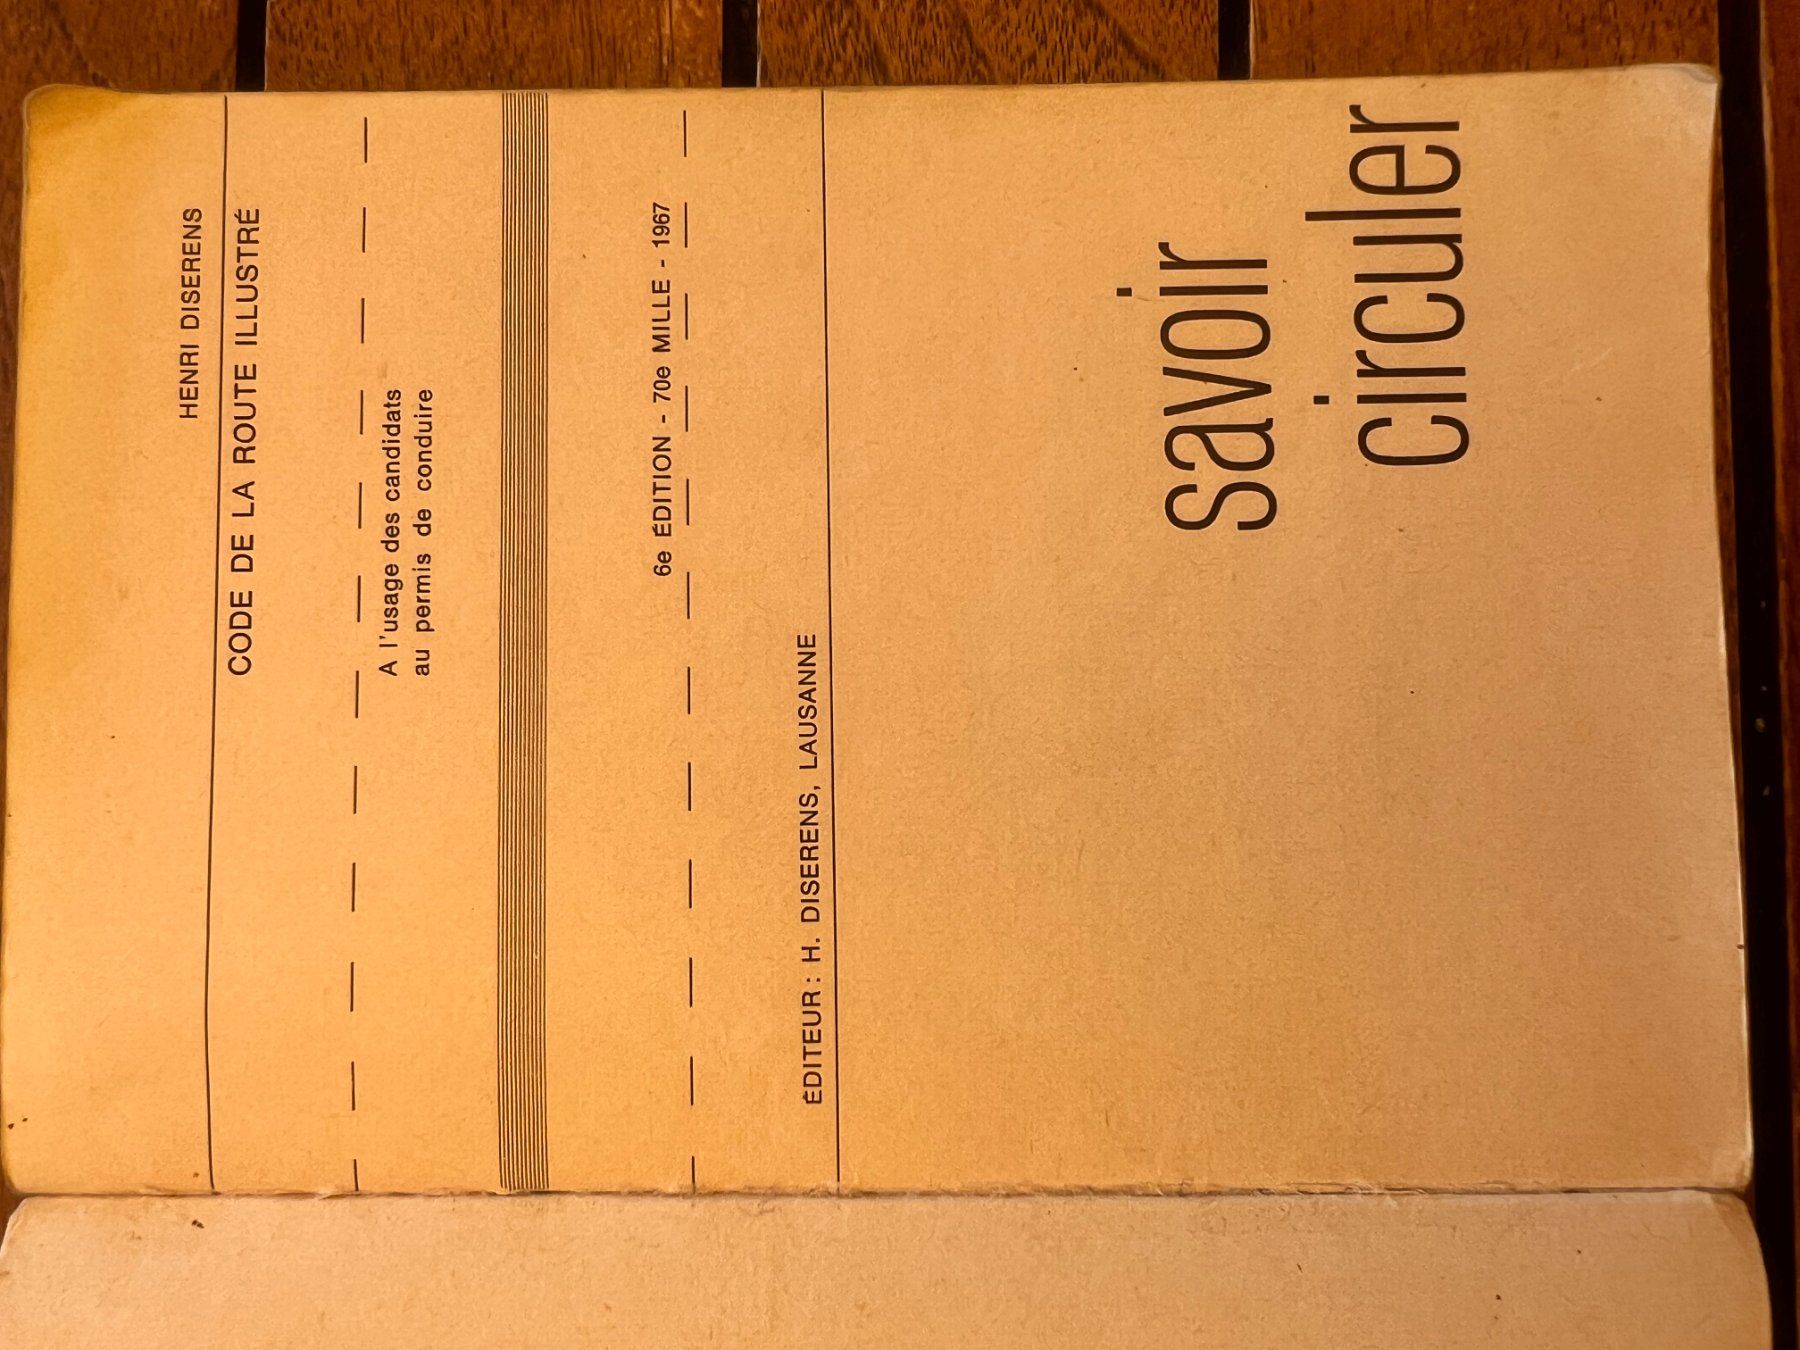 HENRI DISERENS
CODE DE LA ROUTE ILLUSTRÉ
A l'usage des candidats
au permis de conduire
6e ÉDITION - 70e MILLE - 1967
ÉDITEUR : H. DISERENS, LAUSANNE
savoir
circuler